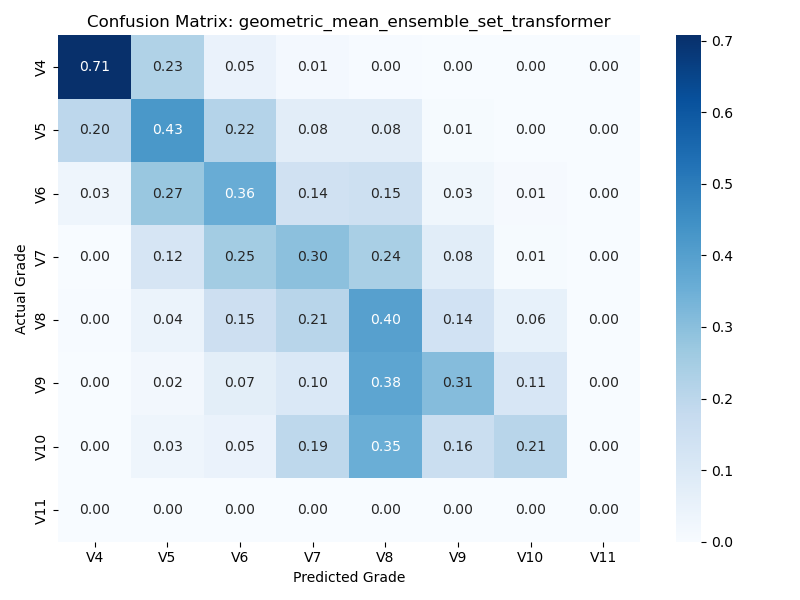 Confusion Matrix: geometric_mean_ensemble_set_transformer
Actual Grade
V4 0.71 0.23 0.05 0.01 0.00 0.00 0.00 0.00
V5 0.20 0.43 0.22 0.08 0.08 0.01 0.00 0.00
V6 0.03 0.27 0.36 0.14 0.15 0.03 0.01 0.00
V7 0.00 0.12 0.25 0.30 0.24 0.08 0.01 0.00
V8 0.00 0.04 0.15 0.21 0.40 0.14 0.06 0.00
V9 0.00 0.02 0.07 0.10 0.38 0.31 0.11 0.00
V10 0.00 0.03 0.05 0.19 0.35 0.16 0.21 0.00
V11 0.00 0.00 0.00 0.00 0.00 0.00 0.00 0.00
V4 V5 V6 V7 V8 V9 V10 V11
Predicted Grade
0.7
0.6
0.5
0.4
0.3
0.2
0.1
0.0